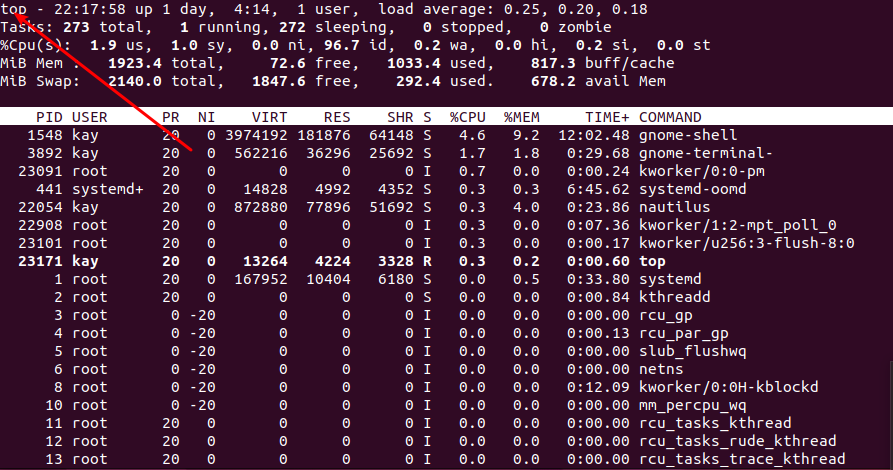 top - 22:17:58 up 1 day,  4:14,  1 user,  load average: 0.25, 0.20, 0.18
Tasks: 273 total,   1 running, 272 sleeping,   0 stopped,   0 zombie
%Cpu(s):  1.9 us,  1.0 sy,  0.0 ni, 96.7 id,  0.2 wa,  0.0 hi,  0.2 si,  0.0 st
MiB Mem :   1923.4 total,     72.6 free,   1033.4 used,    817.3 buff/cache
MiB Swap:   2140.0 total,   1847.6 free,    292.4 used.    678.2 avail Mem
PID USER      PR  NI    VIRT    RES    SHR S  %CPU  %MEM     TIME+ COMMAND
1548 kay       20   0 3974192 181876  64148 S   4.6   9.2  12:02.48 gnome-shell
3892 kay       20   0  562216  36296  25692 S   1.7   1.8   0:29.68 gnome-terminal-
23091 root      20   0       0      0      0 I   0.7   0.0   0:00.24 kworker/0:0-pm
441 systemd+  20   0   14828   4992   4352 S   0.3   0.3   6:45.62 systemd-oomd
22054 kay       20   0  872880  77896  51692 S   0.3   4.0   0:23.86 nautilus
22908 root      20   0       0      0      0 I   0.3   0.0   0:07.36 kworker/1:2-mpt_poll_0
23101 root      20   0       0      0      0 I   0.3   0.0   0:00.17 kworker/u256:3-flush-8:0
23171 kay       20   0   13264   4224   3328 R   0.3   0.2   0:00.60 top
1 root      20   0  167952  10404   6180 S   0.0   0.5   0:33.80 systemd
2 root      20   0       0      0      0 S   0.0   0.0   0:00.84 kthreadd
3 root       0 -20       0      0      0 I   0.0   0.0   0:00.00 rcu_gp
4 root       0 -20       0      0      0 I   0.0   0.0   0:00.13 rcu_par_gp
5 root       0 -20       0      0      0 I   0.0   0.0   0:00.00 slub_flushwq
6 root       0 -20       0      0      0 I   0.0   0.0   0:00.00 netns
8 root       0 -20       0      0      0 I   0.0   0.0   0:12.09 kworker/0:0H-kblockd
10 root       0 -20       0      0      0 I   0.0   0.0   0:00.00 mm_percpu_wq
11 root      20   0       0      0      0 I   0.0   0.0   0:00.00 rcu_tasks_kthread
12 root      20   0       0      0      0 I   0.0   0.0   0:00.00 rcu_tasks_rude_kthread
13 root      20   0       0      0      0 I   0.0   0.0   0:00.00 rcu_tasks_trace_kthread